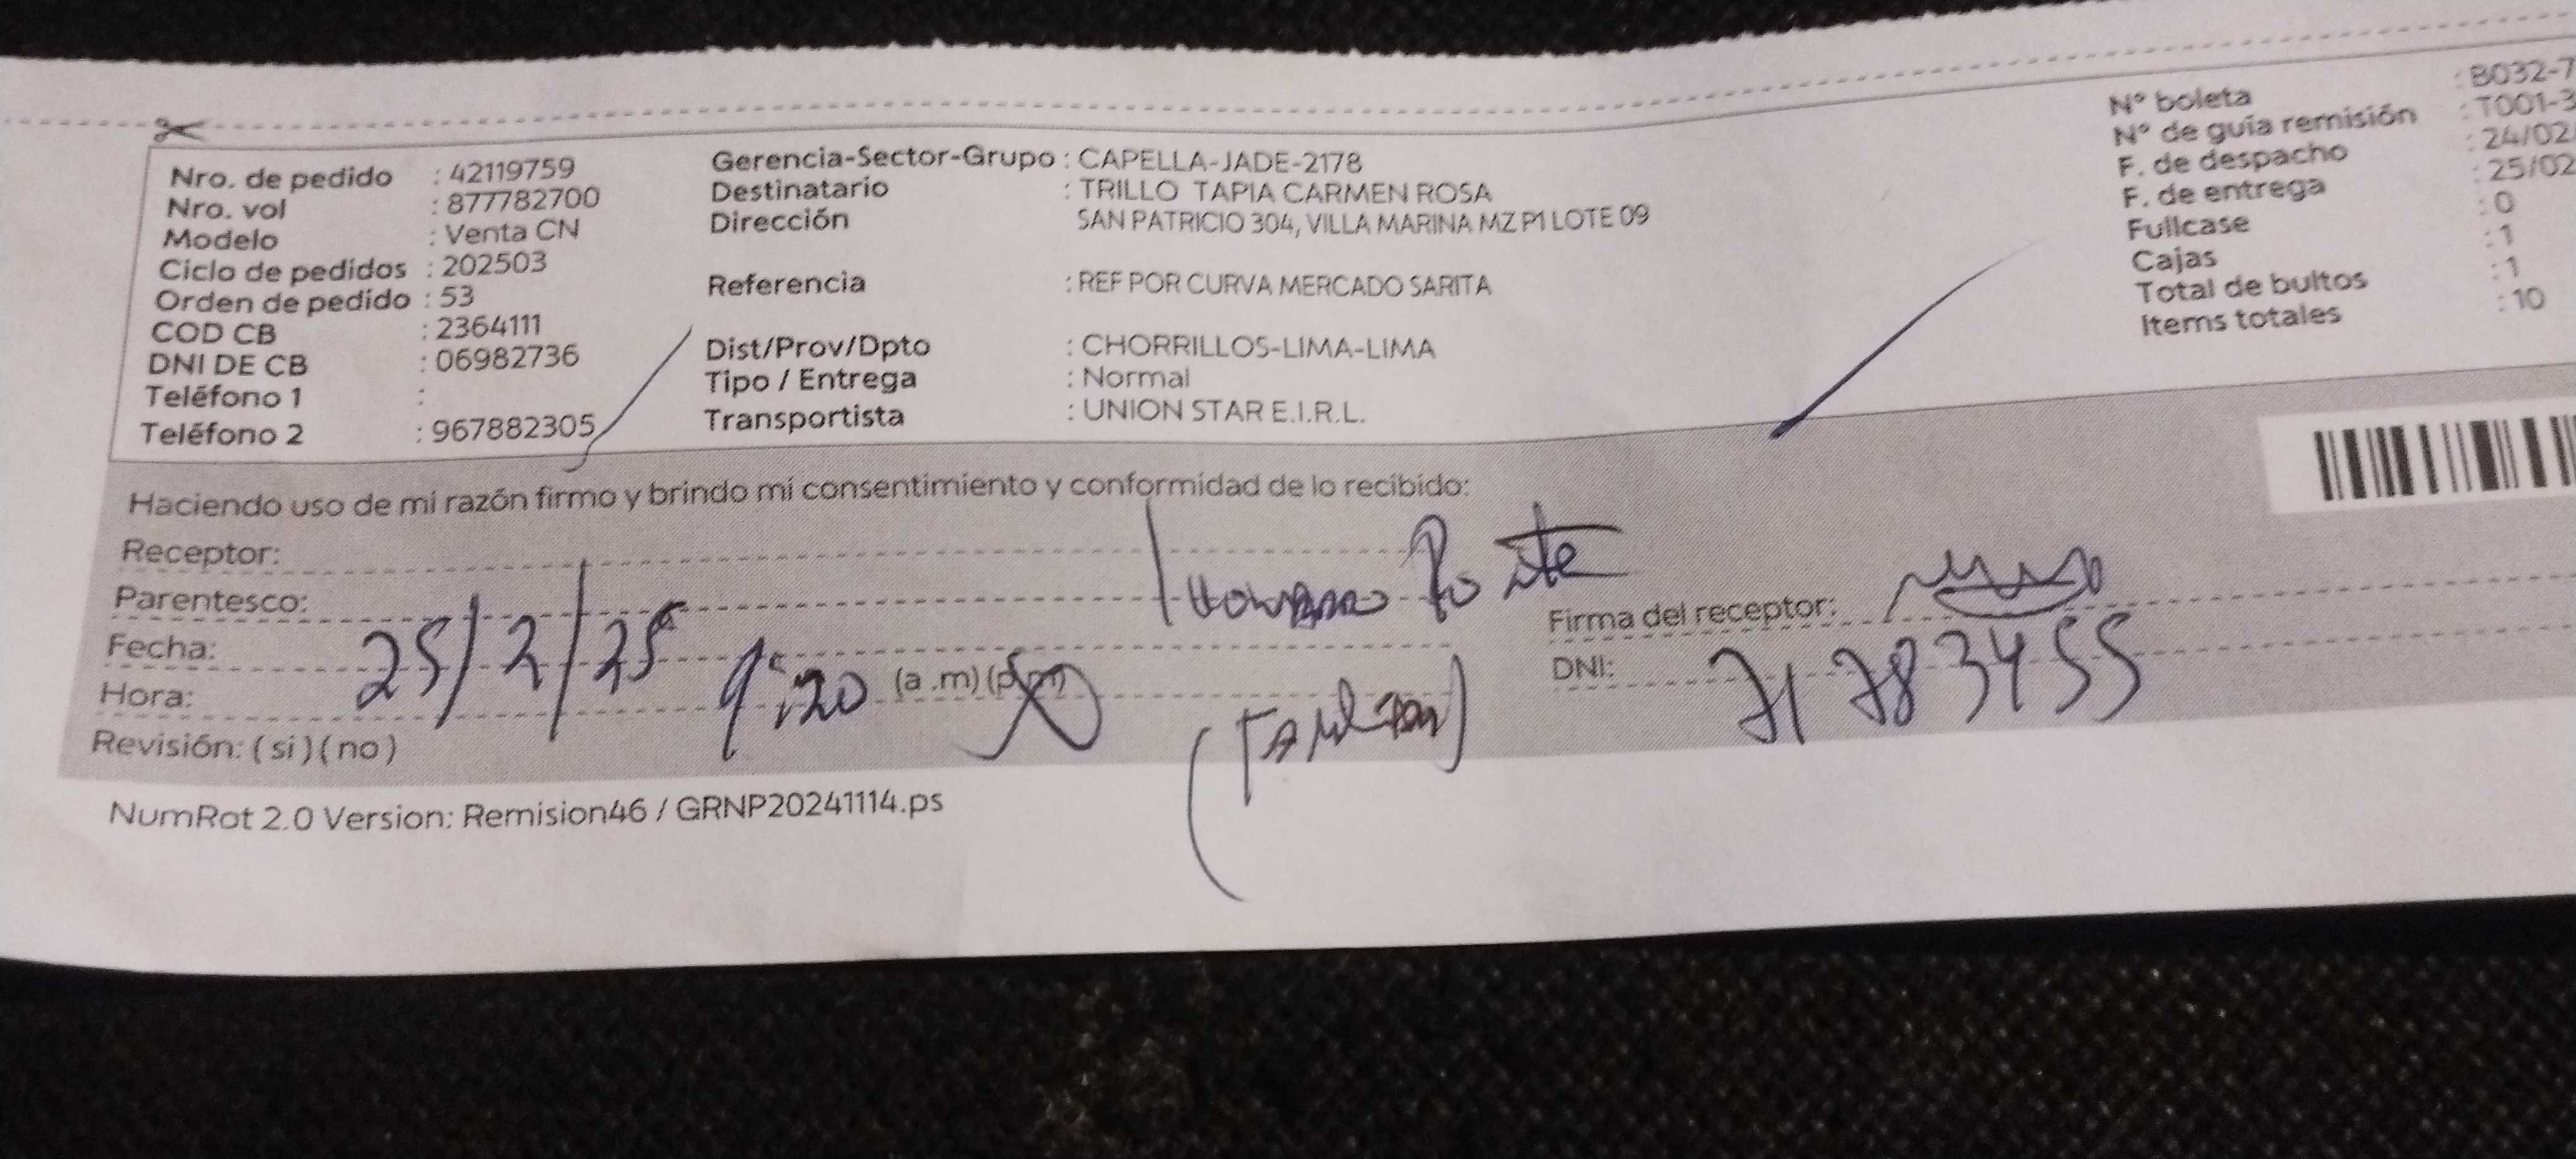 Nro. de pedido : 42119759
Nro. vol : 877782700
Modelo : Venta CN
Ciclo de pedidos : 202503
Orden de pedido : 53
COD CB : 2364111
DNI DE CB : 06982736
Teléfono 1 :
Teléfono 2 : 967882305
Gerencia-Sector-Grupo : CAPELLA-JADE-2178
Destinatario : TRILLO TAPIA CARMEN ROSA
Dirección SAN PATRICIO 304, VILLA MARINA MZ P1 LOTE 09
Referencia : REF POR CURVA MERCADO SARITA
Dist/Prov/Dpto : CHORRILLOS-LIMA-LIMA
Tipo / Entrega : Normal
Transportista : UNION STAR E.I.R.L.
N° boleta : B032-7
N° de guía remisión : T001-3
F. de despacho : 24/02
F. de entrega : 25/02
Fullcase : 0
Cajas : 1
Total de bultos : 1
Items totales : 10
Haciendo uso de mi razón firmo y brindo mi consentimiento y conformidad de lo recibido:
Receptor:
Parentesco:
Fecha: 25/2/25
Hora: 9:20 (a .m) (p.m)
Revisión: ( si ) ( no )
Firma del receptor:
DNI: 71783455
NumRot 2.0 Version: Remision46 / GRNP20241114.ps